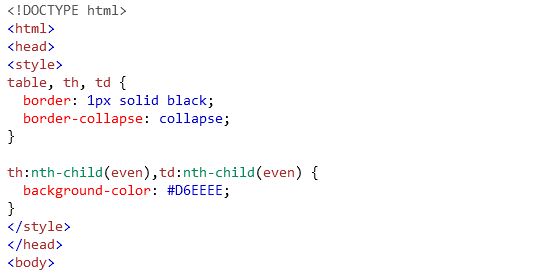 <!DOCTYPE html>
<html>
<head>
<style>
table, th, td {
  border: 1px solid black;
  border-collapse: collapse;
}

th:nth-child(even),td:nth-child(even) {
  background-color: #D6EEEE;
}
</style>
</head>
<body>